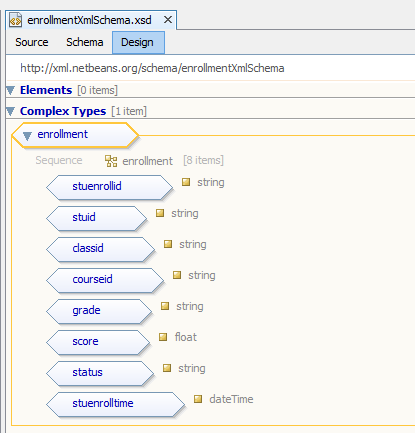 enrollmentXmlSchema.xsd
Source Schema Design
http://xml.netbeans.org/schema/enrollmentXmlSchema
Elements [0 items]
Complex Types [1 item]
enrollment
Sequence enrollment [8 items]
stuenrollid string
stuid string
classid string
courseid string
grade string
score float
status string
stuenrolltime dateTime